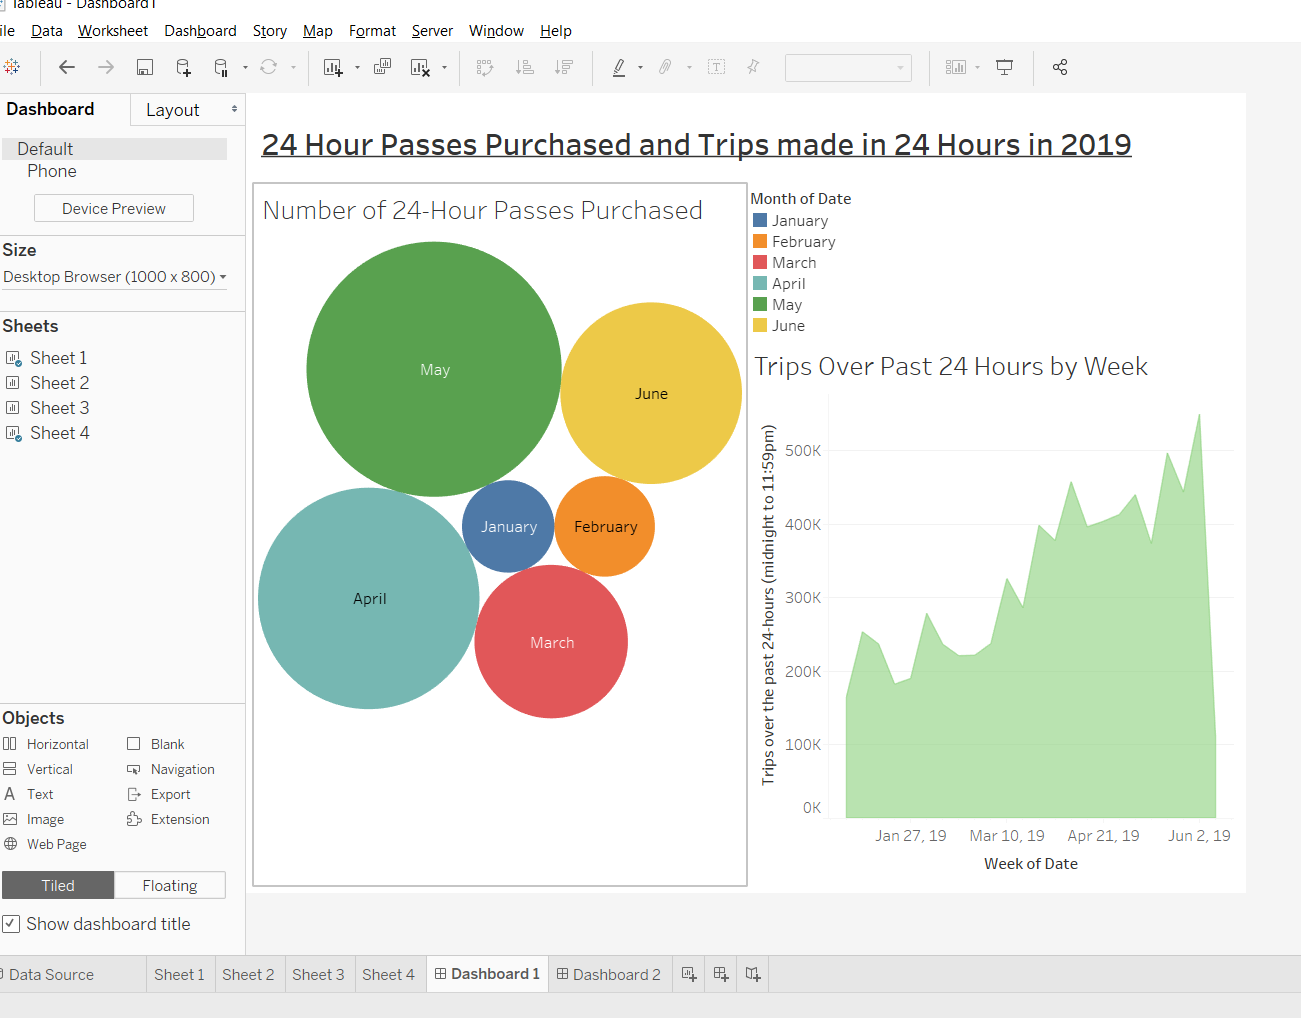 Tableau - Dashboard1
ile Data Worksheet Dashboard Story Map Format Server Window Help
Dashboard Layout
Default
Phone
Device Preview
Size
Desktop Browser (1000 x 800)
Sheets
Sheet 1
Sheet 2
Sheet 3
Sheet 4
Objects
Horizontal Blank
Vertical Navigation
A Text Export
Image Extension
Web Page
Tiled Floating
Show dashboard title
24 Hour Passes Purchased and Trips made in 24 Hours in 2019
Number of 24-Hour Passes Purchased
May
June
January
February
April
March
Month of Date
January
February
March
April
May
June
Trips Over Past 24 Hours by Week
Trips over the past 24-hours (midnight to 11:59pm)
500K
400K
300K
200K
100K
0K
Jan 27, 19 Mar 10, 19 Apr 21, 19 Jun 2, 19
Week of Date
Data Source Sheet 1 Sheet 2 Sheet 3 Sheet 4 Dashboard 1 Dashboard 2